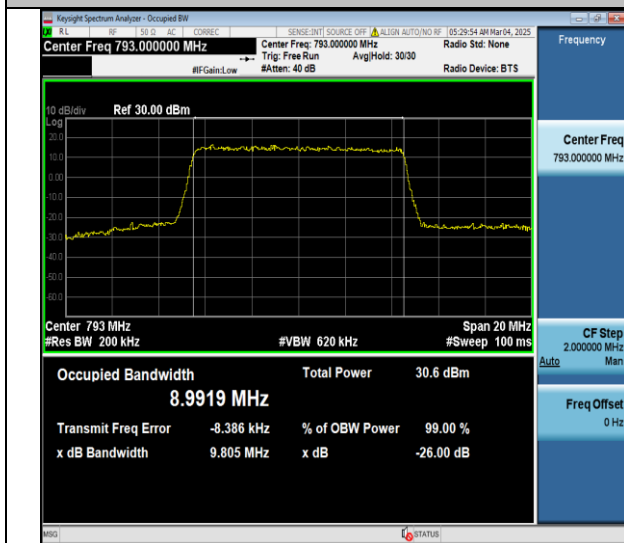 Keysight Spectrum Analyzer - Occupied BW
RL RF 50 Ω AC CORREC SENSE:INT SOURCE OFF ALIGN AUTO/NO RF 05:29:54 AM Mar 04, 2025
Center Freq 793.000000 MHz Center Freq: 793.000000 MHz Radio Std: None
Trig: Free Run Avg|Hold: 30/30
#IFGain:Low #Atten: 40 dB Radio Device: BTS
Frequency
10 dB/div Ref 30.00 dBm
Log
20.0
10.0
0.00
-10.0
-20.0
-30.0
-40.0
-50.0
-60.0
Center 793 MHz Span 20 MHz
#Res BW 200 kHz #VBW 620 kHz #Sweep 100 ms
Occupied Bandwidth Total Power 30.6 dBm
8.9919 MHz
Transmit Freq Error -8.386 kHz % of OBW Power 99.00 %
x dB Bandwidth 9.805 MHz x dB -26.00 dB
Center Freq
793.000000 MHz
CF Step
2.000000 MHz
Auto Man
Freq Offset
0 Hz
MSG STATUS